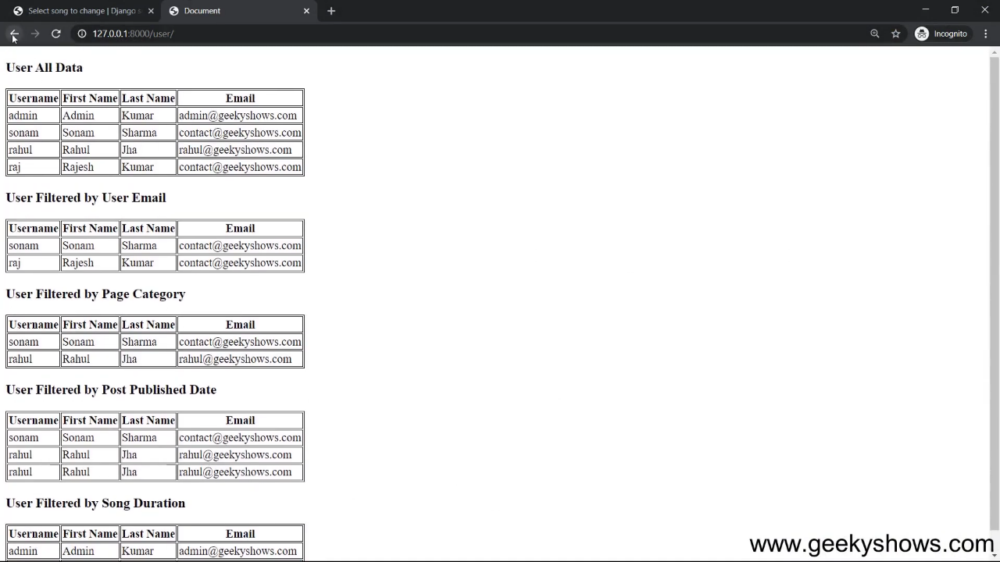 Select song to change | Django s
Document
127.0.0.1:8000/user/
Incognito
User All Data
Username First Name Last Name Email
admin Admin Kumar admin@geekyshows.com
sonam Sonam Sharma contact@geekyshows.com
rahul Rahul Jha rahul@geekyshows.com
raj Rajesh Kumar contact@geekyshows.com
User Filtered by User Email
Username First Name Last Name Email
sonam Sonam Sharma contact@geekyshows.com
raj Rajesh Kumar contact@geekyshows.com
User Filtered by Page Category
Username First Name Last Name Email
sonam Sonam Sharma contact@geekyshows.com
rahul Rahul Jha rahul@geekyshows.com
User Filtered by Post Published Date
Username First Name Last Name Email
sonam Sonam Sharma contact@geekyshows.com
rahul Rahul Jha rahul@geekyshows.com
rahul Rahul Jha rahul@geekyshows.com
User Filtered by Song Duration
Username First Name Last Name Email
admin Admin Kumar admin@geekyshows.com
www.geekyshows.com